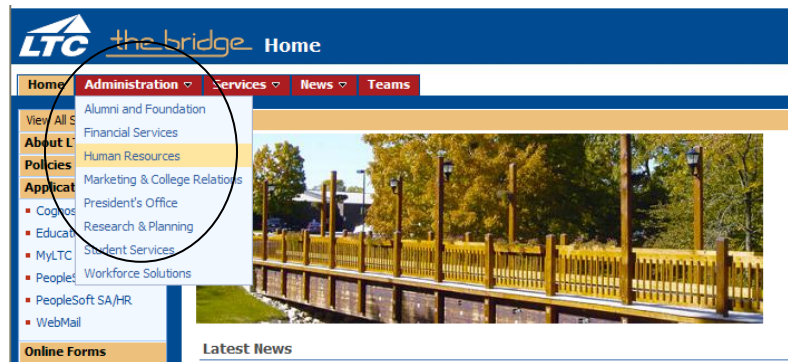 LTC the bridge Home
Home Administration Services News Teams
View All S
Alumni and Foundation
Financial Services
Human Resources
Marketing & College Relations
President's Office
Research & Planning
Student Services
Workforce Solutions
About L
Policies
Applicat
Cognos
Educat
MyLTC
PeopleS
PeopleSoft SA/HR
WebMail
Online Forms
Latest News